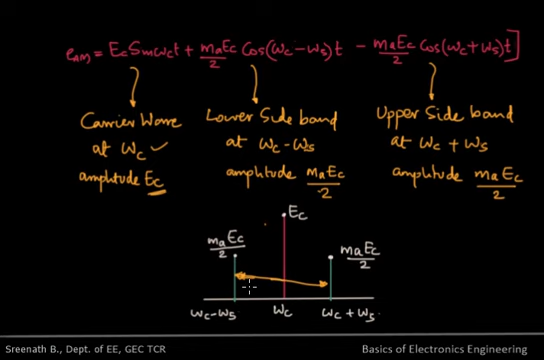 e_AM = Ec Sin ωct + maEc/2 Cos(ωc − ωs)t − maEc/2 Cos(ωc + ωs)t]
Carrier Wave Lower Side band Upper Side band
at ωc ✓ at ωc − ωs at ωc + ωs
amplitude Ec amplitude maEc/2 amplitude maEc/2
Ec
maEc/2 maEc/2
ωc − ωs ωc ωc + ωs
Sreenath B., Dept. of EE, GEC TCR Basics of Electronics Engineering